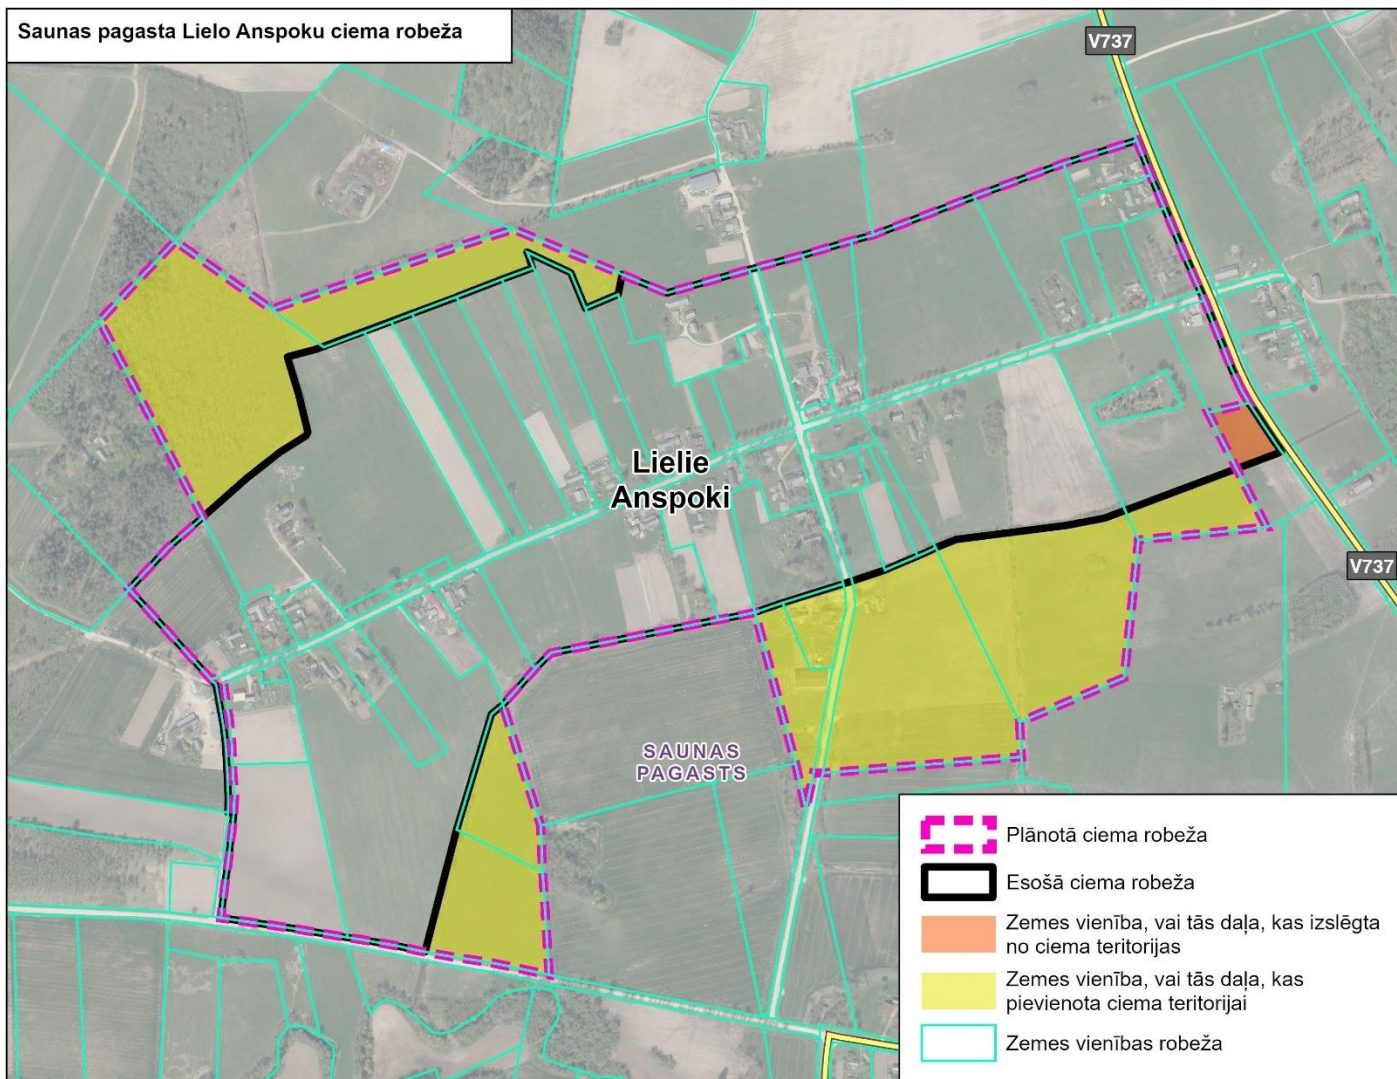 Saunas pagasta Lielo Anspoku ciema robeža
V737
Lielie
Anspoki
V737
SAUNAS
PAGASTS
Plānotā ciema robeža
Esošā ciema robeža
Zemes vienība, vai tās daļa, kas izslēgta
no ciema teritorijas
Zemes vienība, vai tās daļa, kas
pievienota ciema teritorijai
Zemes vienības robeža